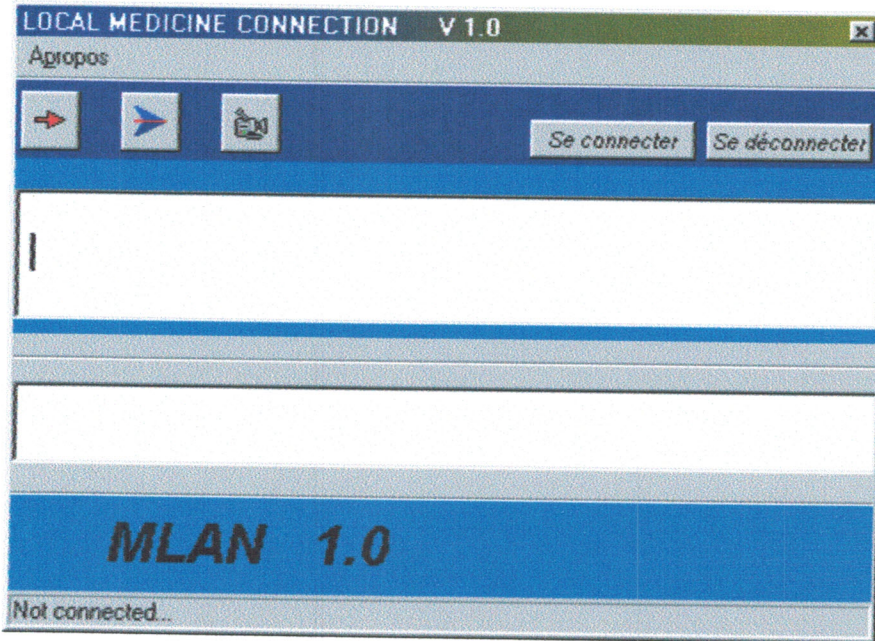 LOCAL MEDICINE CONNECTION V 1.0
Apropos
Se connecter Se déconnecter
MLAN 1.0
Not connected...